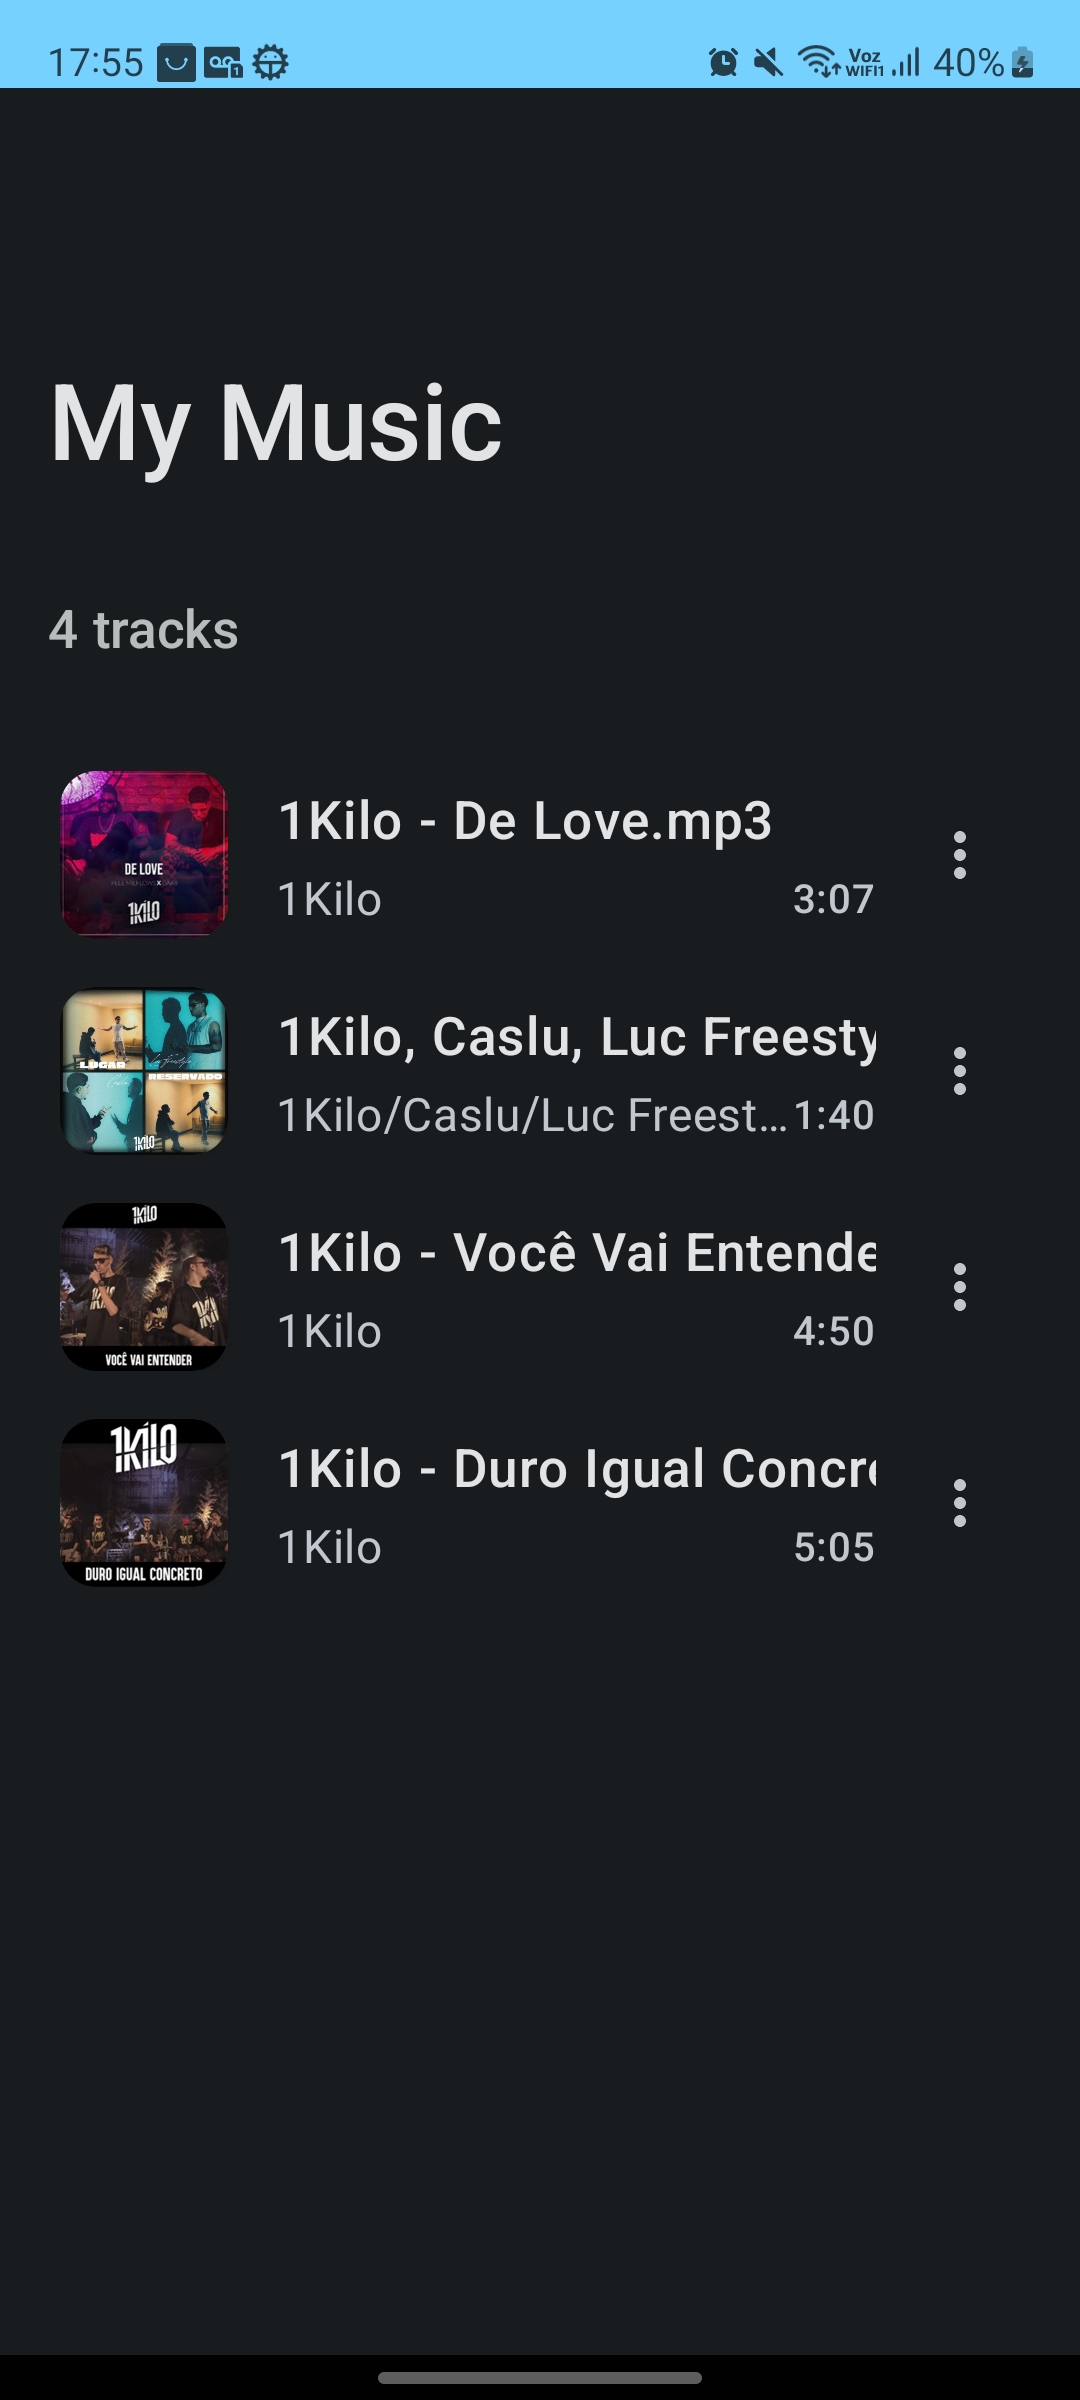 17:55
Voz
WIFI1
40%
My Music
4 tracks
DE LOVE
1KILO
1Kilo - De Love.mp3
1Kilo
3:07
LUGAR
RESERVADO
1KILO
1Kilo, Caslu, Luc Freesty
1Kilo/Caslu/Luc Freest...
1:40
1KILO
VOCÊ VAI ENTENDER
1Kilo - Você Vai Entende
1Kilo
4:50
1KILO
DURO IGUAL CONCRETO
1Kilo - Duro Igual Concre
1Kilo
5:05